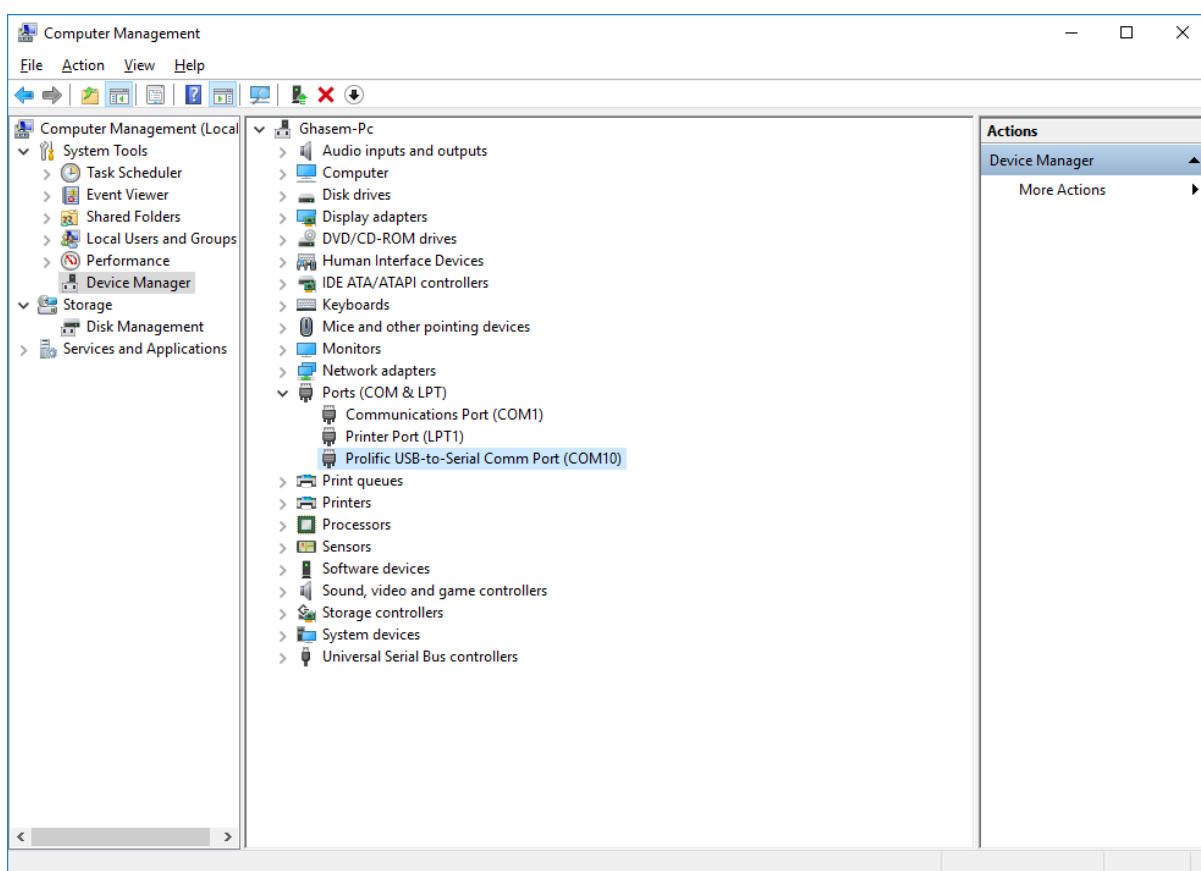 Computer Management
File Action View Help
Computer Management (Local
System Tools
Task Scheduler
Event Viewer
Shared Folders
Local Users and Groups
Performance
Device Manager
Storage
Disk Management
Services and Applications
Ghasem-Pc
Audio inputs and outputs
Computer
Disk drives
Display adapters
DVD/CD-ROM drives
Human Interface Devices
IDE ATA/ATAPI controllers
Keyboards
Mice and other pointing devices
Monitors
Network adapters
Ports (COM & LPT)
Communications Port (COM1)
Printer Port (LPT1)
Prolific USB-to-Serial Comm Port (COM10)
Print queues
Printers
Processors
Sensors
Software devices
Sound, video and game controllers
Storage controllers
System devices
Universal Serial Bus controllers
Actions
Device Manager
More Actions